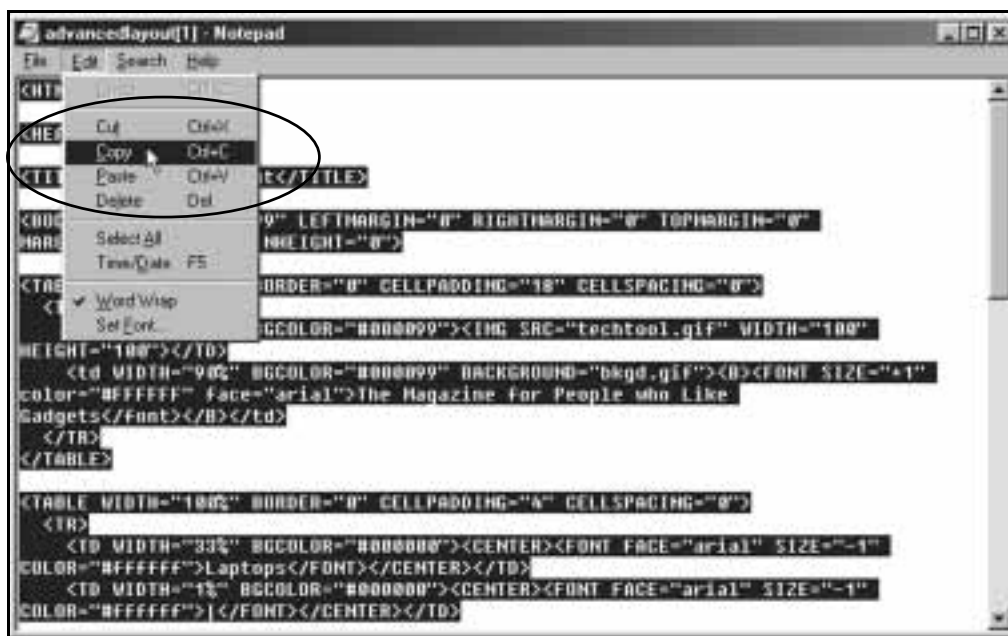 advancedlayout[1] - Notepad
File Edit Search Help
<HTM
Cut Ctrl+X
<HEA
Copy Ctrl+C
<TIT
Paste Ctrl+V
t</TITLE>
Delete Del
<BOD
9" LEFTMARGIN="0" RIGHTMARGIN="0" TOPMARGIN="0"
Select All
MARG
NHEIGHT="0">
Time/Date F5
<TAB
ORDER="0" CELLPADDING="18" CELLSPACING="0">
Word Wrap
<T
Set Font...
GCOLOR="#000099"><IMG SRC="techtool.gif" WIDTH="100"
HEIGHT="100"></TD>
<td WIDTH="90%" BGCOLOR="#000099" BACKGROUND="bkgd.gif"><B><FONT SIZE="+1"
color="#FFFFFF" face="arial">The Magazine for People who Like
Gadgets</font></B></td>
</TR>
</TABLE>
<TABLE WIDTH="100%" BORDER="0" CELLPADDING="4" CELLSPACING="0">
<TR>
<TD WIDTH="33%" BGCOLOR="#000000"><CENTER><FONT FACE="arial" SIZE="-1"
COLOR="#ffffff">Laptops</FONT></CENTER></TD>
<TD WIDTH="1%" BGCOLOR="#000000"><CENTER><FONT FACE="arial" SIZE="-1"
COLOR="#ffffff">|</FONT></CENTER></TD>